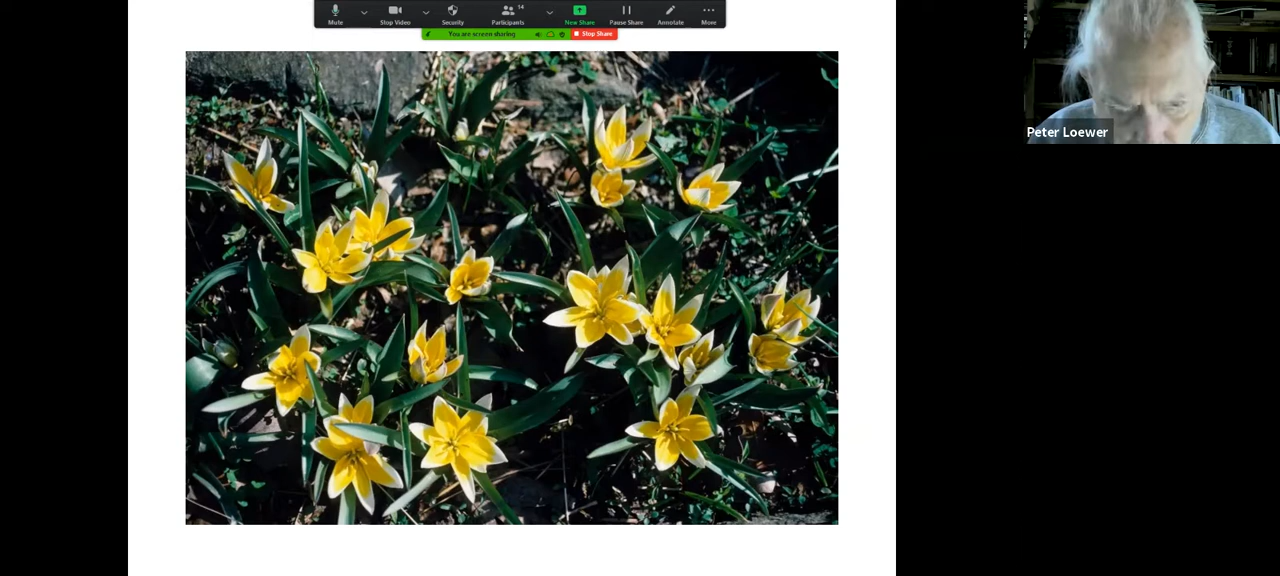 14
Mute Stop Video Security Participants New Share Pause Share Annotate More
You are screen sharing Stop Share
Peter Loewer